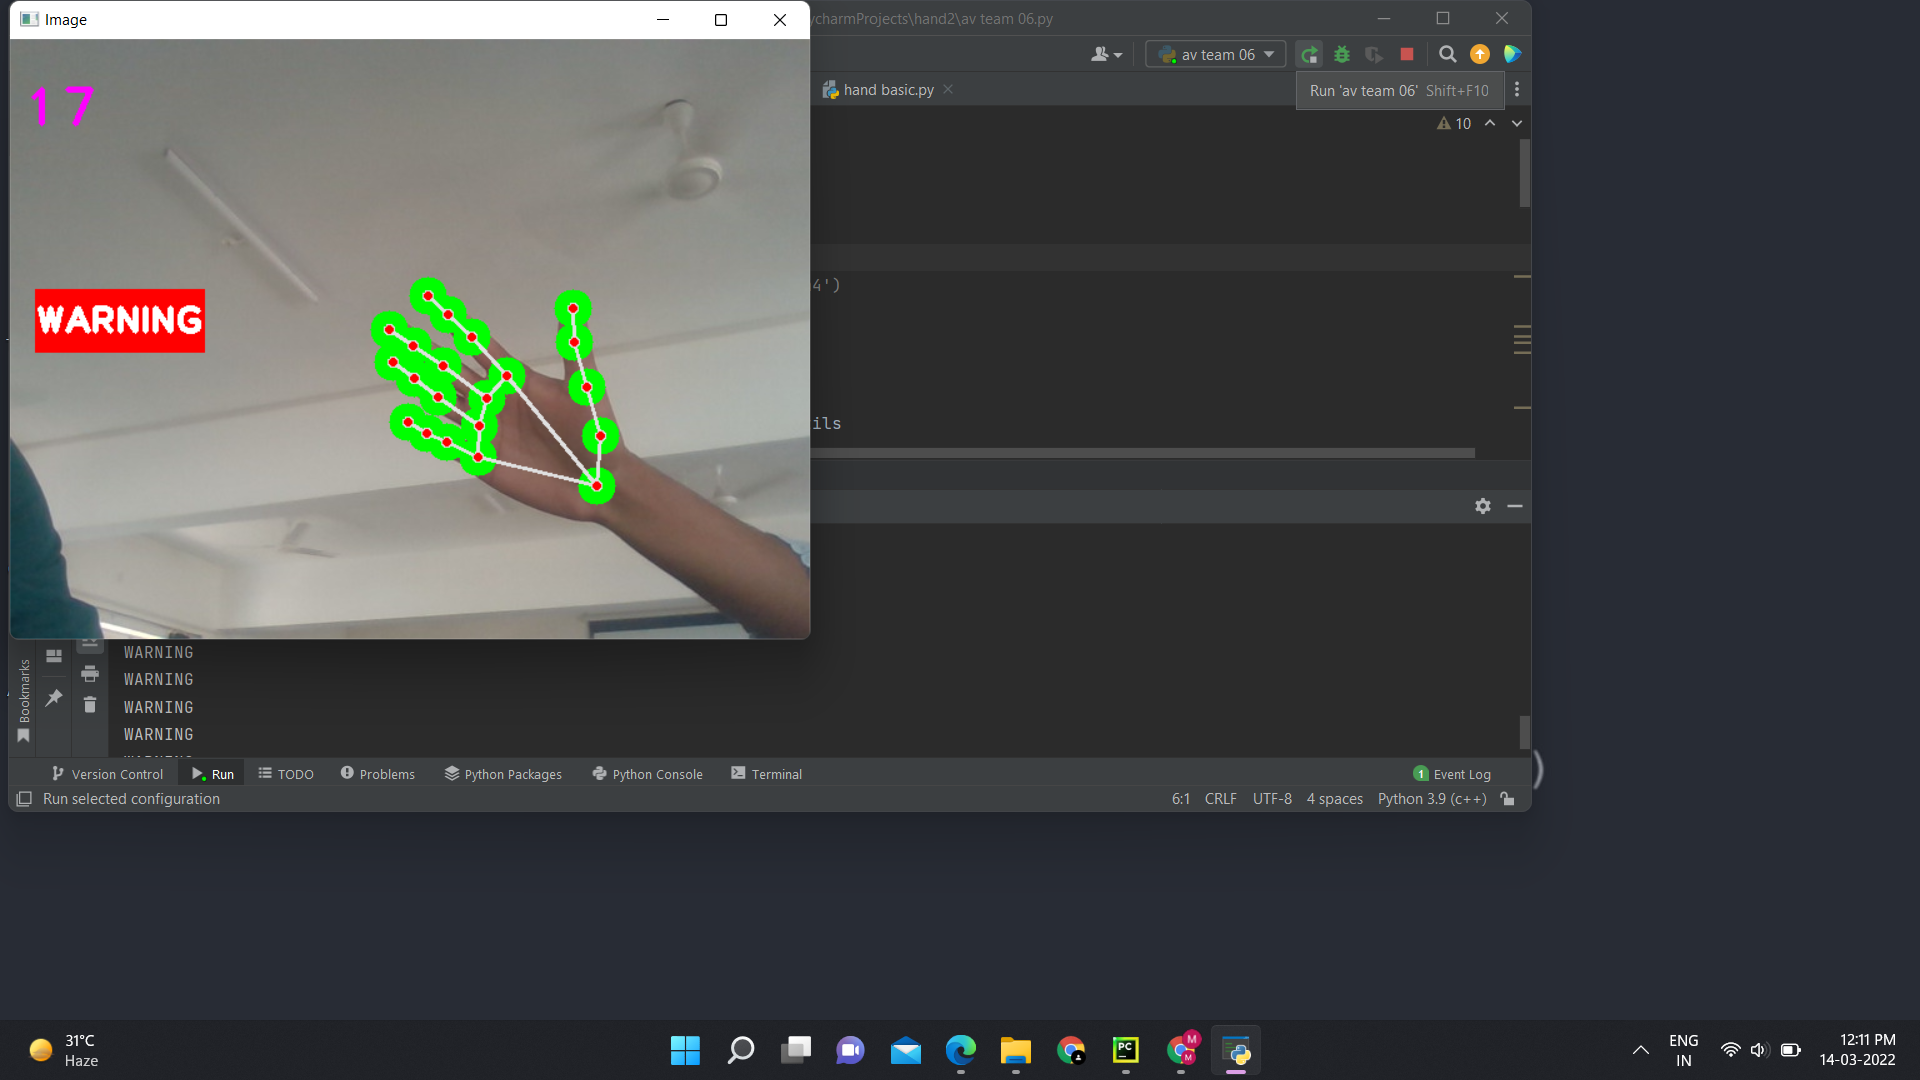 Image
ycharmProjects\hand2\av team 06.py
av team 06
hand basic.py
Run 'av team 06' Shift+F10
10
17
4')
WARNING
ils
WARNING
WARNING
WARNING
WARNING
Bookmarks
Version Control
Run
TODO
Problems
Python Packages
Python Console
Terminal
1 Event Log
Run selected configuration
6:1 CRLF UTF-8 4 spaces Python 3.9 (c++)
31°C
Haze
PC
M
M
ENG
IN
12:11 PM
14-03-2022